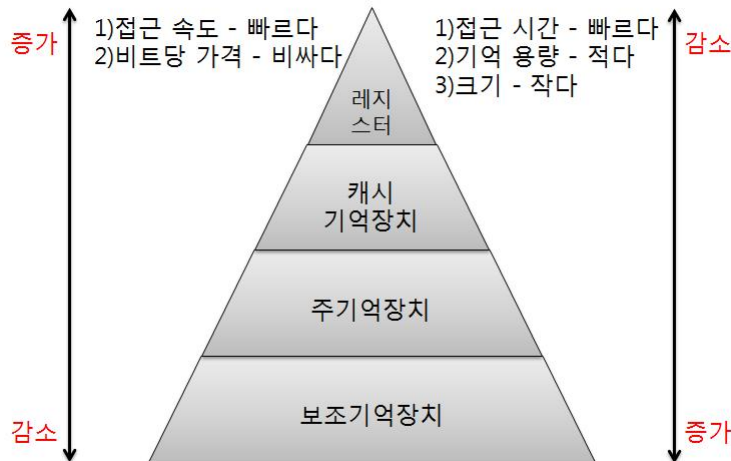 증가
1)접근 속도 - 빠르다
2)비트당 가격 - 비싸다
1)접근 시간 - 빠르다
2)기억 용량 - 적다
3)크기 - 작다
감소
레지
스터
캐시
기억장치
주기억장치
보조기억장치
감소
증가